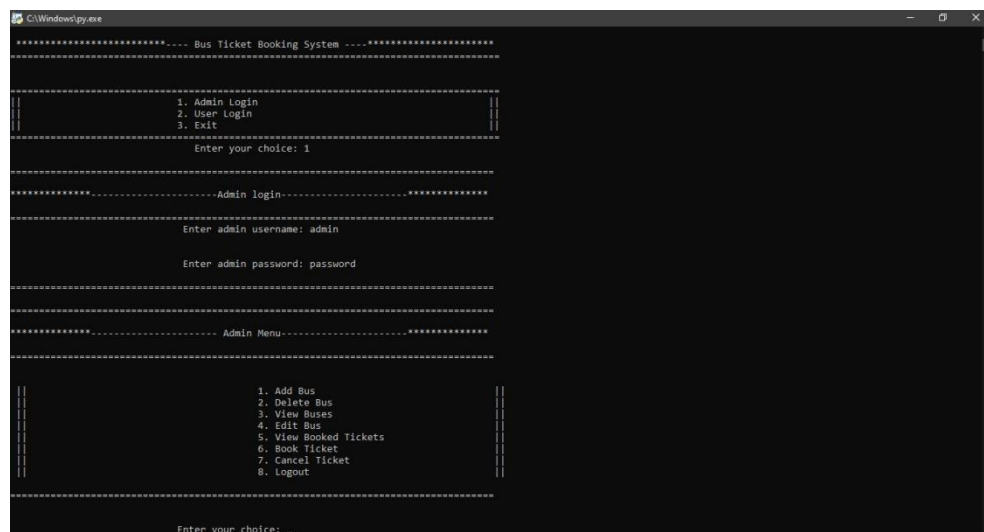 C:\Windows\py.exe
**************************---- Bus Ticket Booking System ----**********************
=====================================================================================
=====================================================================================
|| 1. Admin Login ||
|| 2. User Login ||
|| 3. Exit ||
=====================================================================================
Enter your choice: 1
====================================================================================
**************----------------------Admin login----------------------**************
====================================================================================
Enter admin username: admin
Enter admin password: password
====================================================================================
====================================================================================
**************---------------------- Admin Menu----------------------**************
====================================================================================
|| 1. Add Bus ||
|| 2. Delete Bus ||
|| 3. View Buses ||
|| 4. Edit Bus ||
|| 5. View Booked Tickets ||
|| 6. Book Ticket ||
|| 7. Cancel Ticket ||
|| 8. Logout ||
====================================================================================
Enter your choice: _